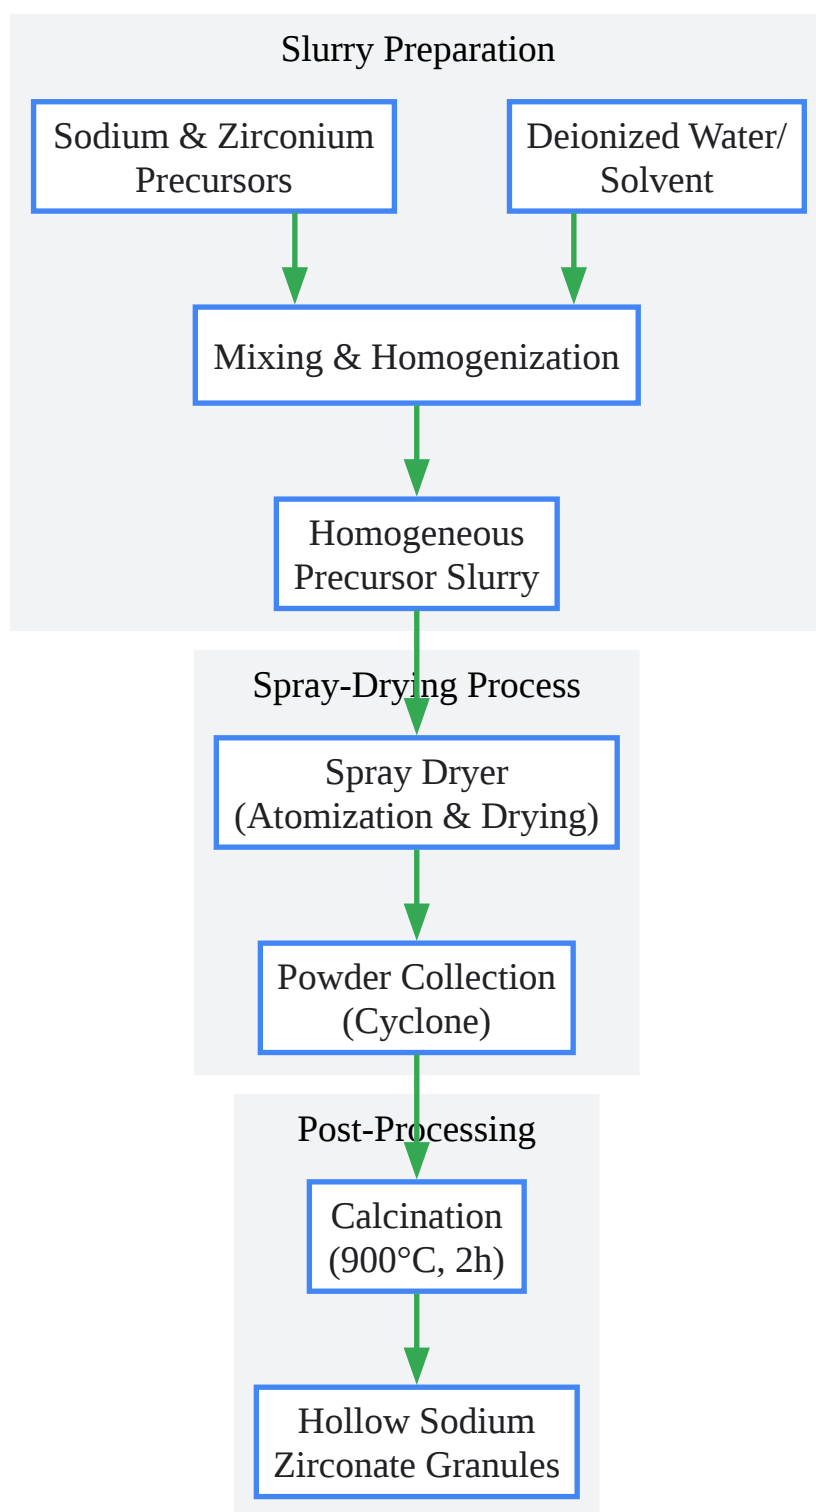 Slurry Preparation
Sodium & Zirconium
Precursors
Deionized Water/
Solvent
Mixing & Homogenization
Homogeneous
Precursor Slurry
Spray-Drying Process
Spray Dryer
(Atomization & Drying)
Powder Collection
(Cyclone)
Post-Processing
Calcination
(900°C, 2h)
Hollow Sodium
Zirconate Granules